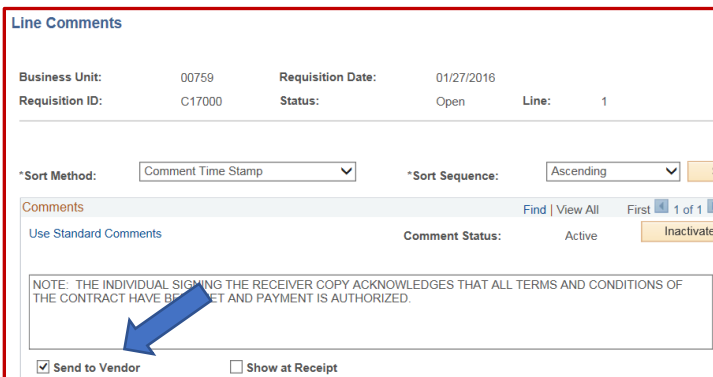 Line Comments
Business Unit: 00759 Requisition Date: 01/27/2016
Requisition ID: C17000 Status: Open Line: 1
*Sort Method: Comment Time Stamp *Sort Sequence: Ascending
Comments Find | View All First 1 of 1
Use Standard Comments Comment Status: Active Inactivate
NOTE: THE INDIVIDUAL SIGNING THE RECEIVER COPY ACKNOWLEDGES THAT ALL TERMS AND CONDITIONS OF
THE CONTRACT HAVE AND PAYMENT IS AUTHORIZED.
Send to Vendor Show at Receipt